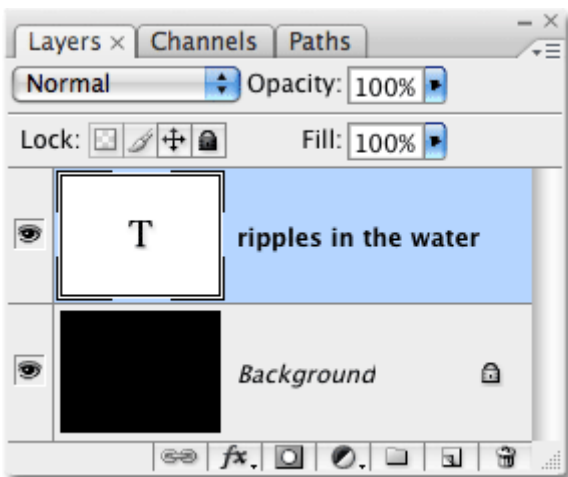 Layers × Channels Paths
Normal Opacity: 100%
Lock: Fill: 100%
T ripples in the water
Background
fx.